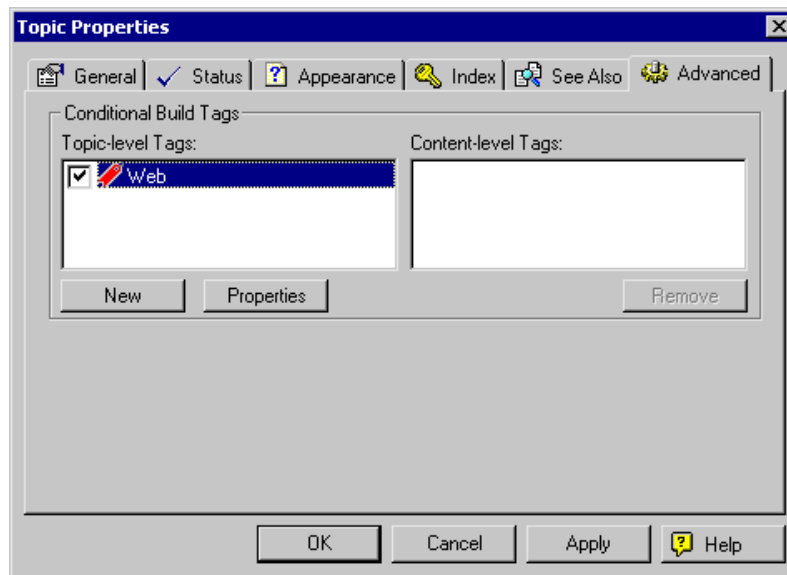 Topic Properties
General Status Appearance Index See Also Advanced
Conditional Build Tags
Topic-level Tags: Content-level Tags:
Web
New Properties Remove
OK Cancel Apply Help